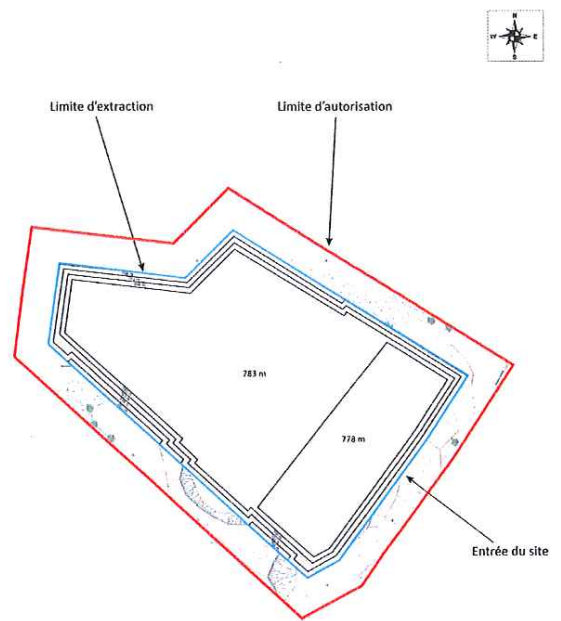 N
W E
S
Limite d'extraction
Limite d'autorisation
783 m
778 m
Entrée du site